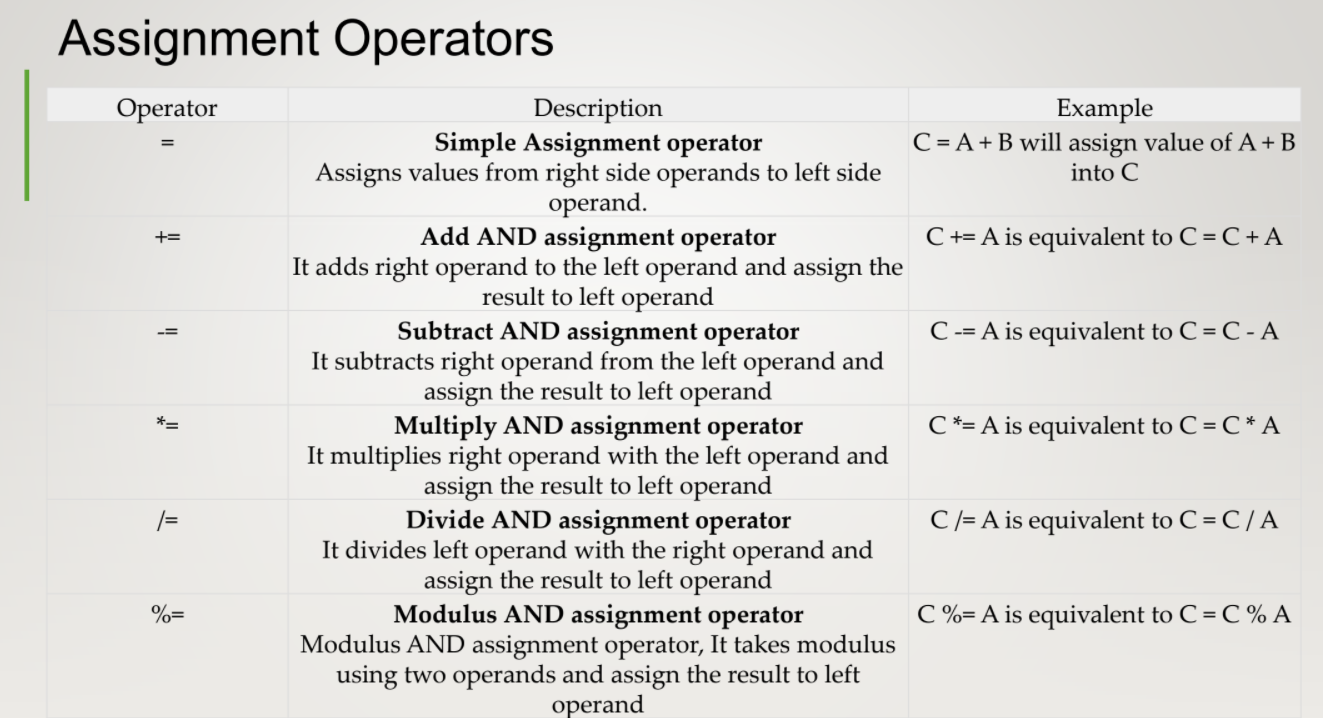 Assignment Operators
Operator Description Example
= Simple Assignment operator C = A + B will assign value of A + B
Assigns values from right side operands to left side into C
operand.
+= Add AND assignment operator C += A is equivalent to C = C + A
It adds right operand to the left operand and assign the
result to left operand
-= Subtract AND assignment operator C -= A is equivalent to C = C - A
It subtracts right operand from the left operand and
assign the result to left operand
*= Multiply AND assignment operator C *= A is equivalent to C = C * A
It multiplies right operand with the left operand and
assign the result to left operand
/= Divide AND assignment operator C /= A is equivalent to C = C / A
It divides left operand with the right operand and
assign the result to left operand
%= Modulus AND assignment operator C %= A is equivalent to C = C % A
Modulus AND assignment operator, It takes modulus
using two operands and assign the result to left
operand